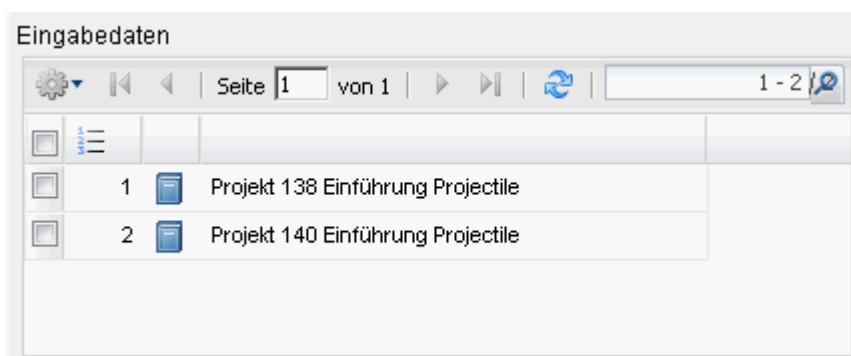 Eingabedaten
Seite 1 von 1 1 - 2 /
1 Projekt 138 Einführung Projectile
2 Projekt 140 Einführung Projectile